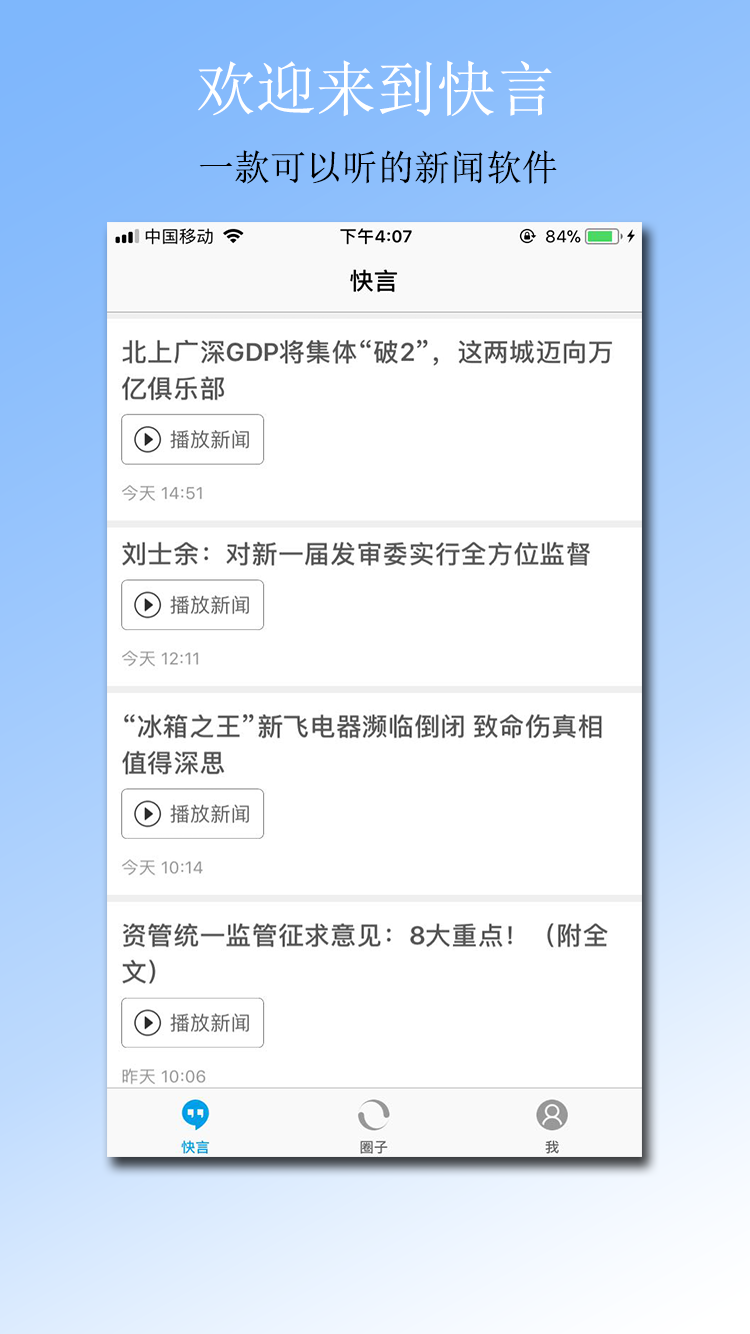 欢迎来到快言
一款可以听的新闻软件
中国移动 下午4:07 84%
快言
北上广深GDP将集体“破2”，这两城迈向万
亿俱乐部
播放新闻
今天 14:51
刘士余：对新一届发审委实行全方位监督
播放新闻
今天 12:11
“冰箱之王”新飞电器濒临倒闭 致命伤真相
值得深思
播放新闻
今天 10:14
资管统一监管征求意见：8大重点！（附全
文）
播放新闻
昨天 10:06
快言 圈子 我